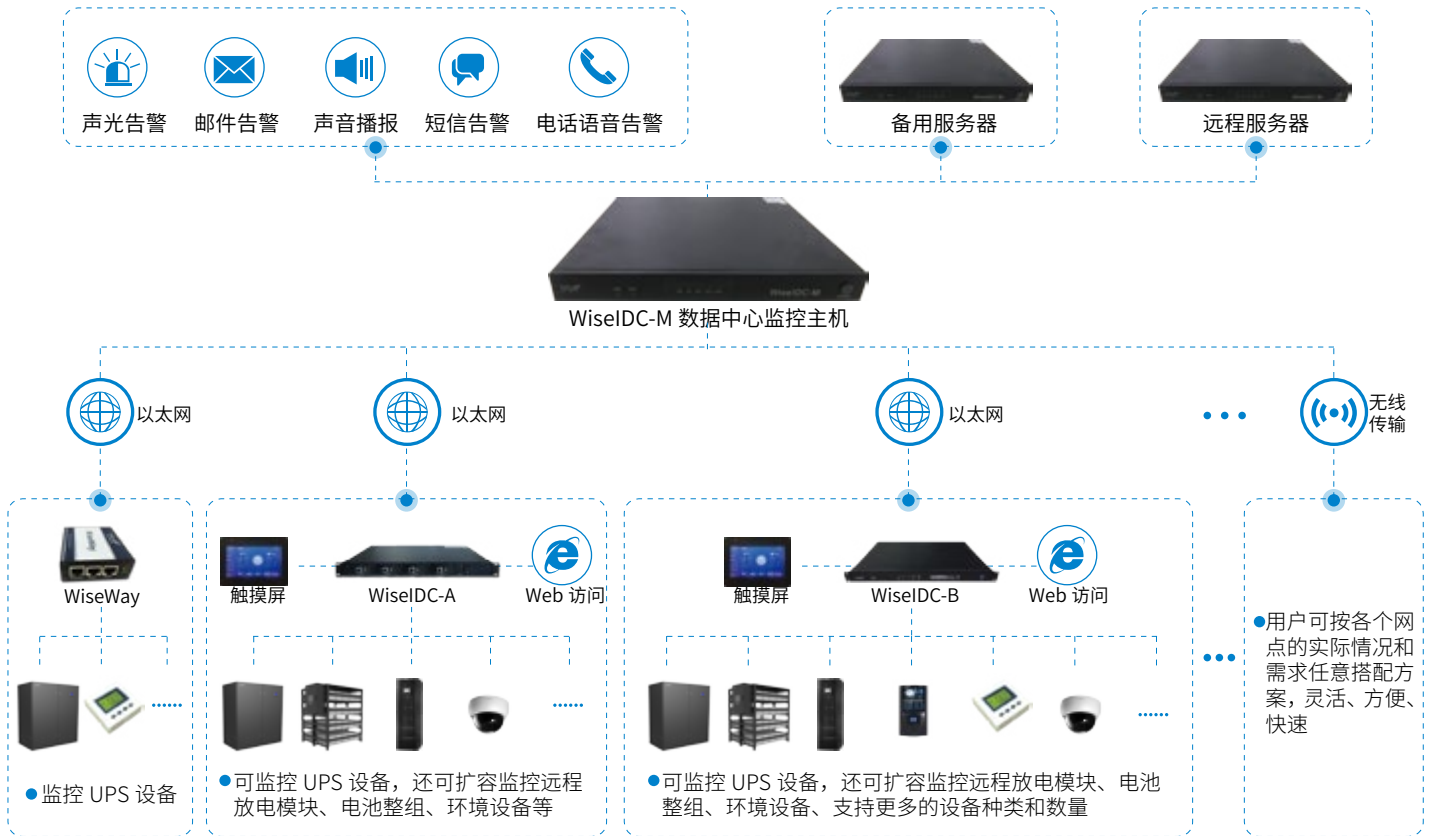 声光告警
邮件告警
声音播报
短信告警
电话语音告警
备用服务器
远程服务器
WiseIDC-M
WiseIDC-M 数据中心监控主机
以太网
以太网
以太网
无线
传输
WiseWay
触摸屏
WiseIDC-A
Web 访问
触摸屏
WiseIDC-B
Web 访问
监控 UPS 设备
可监控 UPS 设备，还可扩容监控远程
放电模块、电池整组、环境设备等
可监控 UPS 设备，还可扩容监控远程放电模块、电池
整组、环境设备、支持更多的设备种类和数量
用户可按各个网
点的实际情况和
需求任意搭配方
案，灵活、方便、
快速